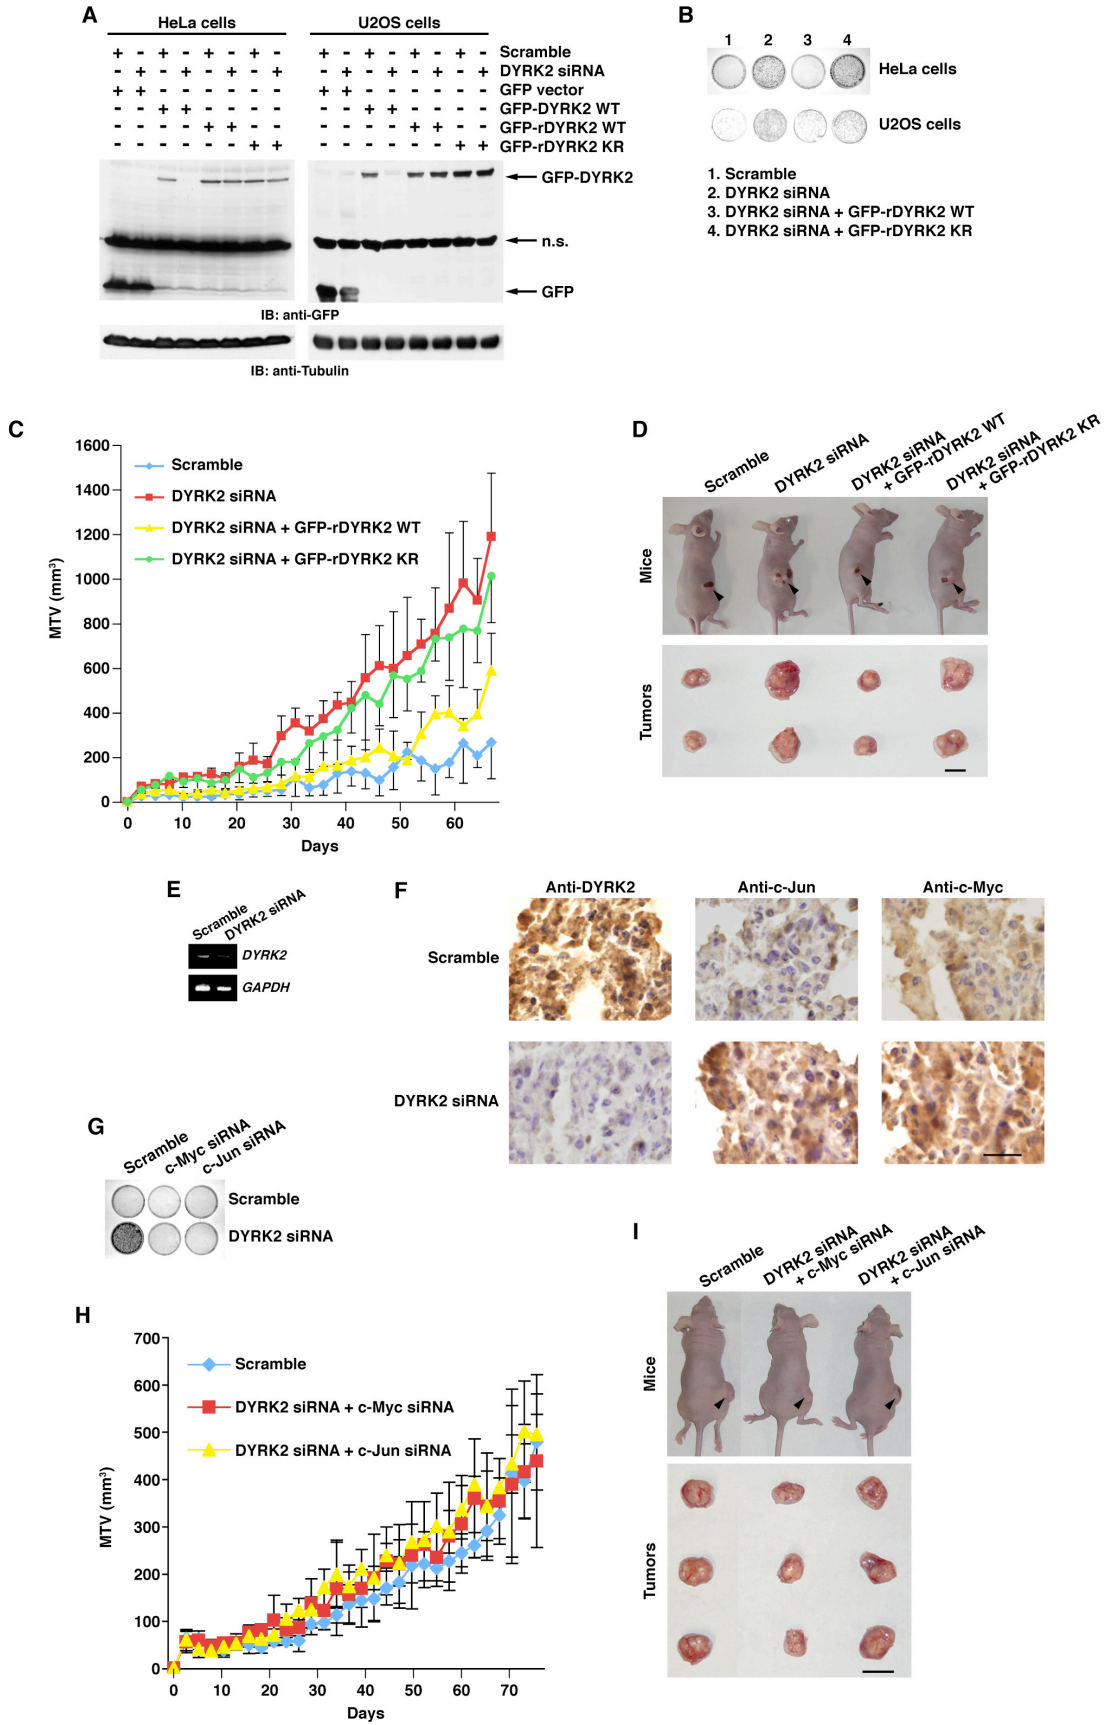 A
HeLa cells
U2OS cells
+ - + - + - + - + - + - + - + - Scramble
- + - + - + - + - + - + - + - + DYRK2 siRNA
+ + - - - - - - + + - - - - - - GFP vector
- - + + - - - - - - + + - - - - GFP-DYRK2 WT
- - - - + + - - - - - - + + - - GFP-rDYRK2 WT
- - - - - - + + - - - - - - + + GFP-rDYRK2 KR
GFP-DYRK2
n.s.
GFP
IB: anti-GFP
IB: anti-Tubulin
B
1 2 3 4
HeLa cells
U2OS cells
1. Scramble
2. DYRK2 siRNA
3. DYRK2 siRNA + GFP-rDYRK2 WT
4. DYRK2 siRNA + GFP-rDYRK2 KR
C
MTV (mm³)
1600
1400
1200
1000
800
600
400
200
0
0 10 20 30 40 50 60
Days
Scramble
DYRK2 siRNA
DYRK2 siRNA + GFP-rDYRK2 WT
DYRK2 siRNA + GFP-rDYRK2 KR
D
Scramble
DYRK2 siRNA
DYRK2 siRNA
+ GFP-rDYRK2 WT
DYRK2 siRNA
+ GFP-rDYRK2 KR
Mice
Tumors
E
Scramble
DYRK2 siRNA
DYRK2
GAPDH
F
Anti-DYRK2
Anti-c-Jun
Anti-c-Myc
Scramble
DYRK2 siRNA
G
Scramble
c-Myc siRNA
c-Jun siRNA
Scramble
DYRK2 siRNA
H
MTV (mm³)
700
600
500
400
300
200
100
0
0 10 20 30 40 50 60 70
Days
Scramble
DYRK2 siRNA + c-Myc siRNA
DYRK2 siRNA + c-Jun siRNA
I
Scramble
DYRK2 siRNA
+ c-Myc siRNA
DYRK2 siRNA
+ c-Jun siRNA
Mice
Tumors